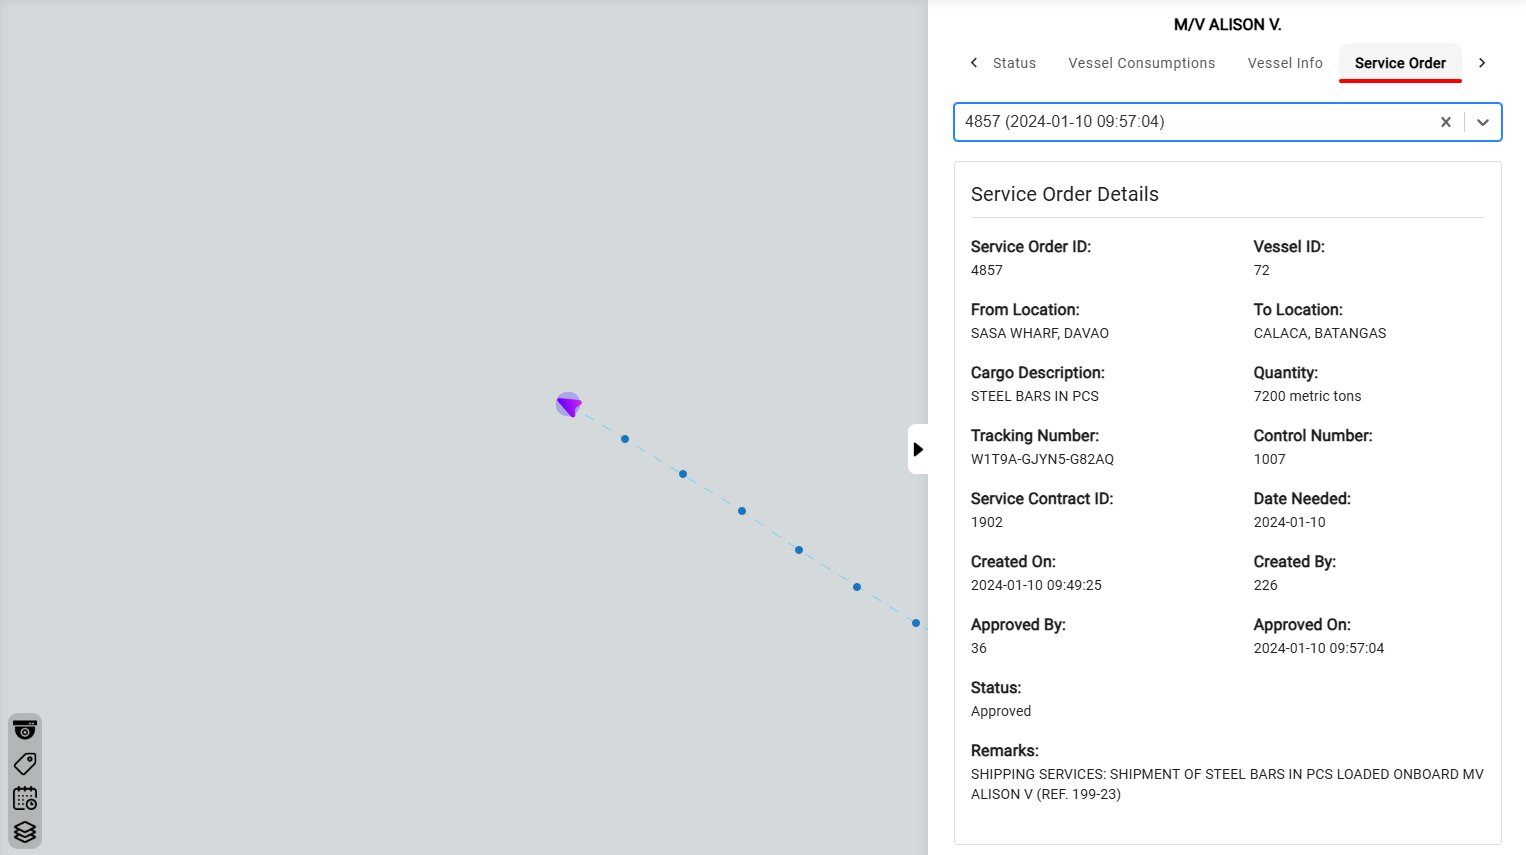 M/V ALISON V.
Status Vessel Consumptions Vessel Info Service Order
4857 (2024-01-10 09:57:04)
Service Order Details
Service Order ID: Vessel ID:
4857 72
From Location: To Location:
SASA WHARF, DAVAO CALACA, BATANGAS
Cargo Description: Quantity:
STEEL BARS IN PCS 7200 metric tons
Tracking Number: Control Number:
W1T9A-GJYN5-G82AQ 1007
Service Contract ID: Date Needed:
1902 2024-01-10
Created On: Created By:
2024-01-10 09:49:25 226
Approved By: Approved On:
36 2024-01-10 09:57:04
Status:
Approved
Remarks:
SHIPPING SERVICES: SHIPMENT OF STEEL BARS IN PCS LOADED ONBOARD MV
ALISON V (REF. 199-23)